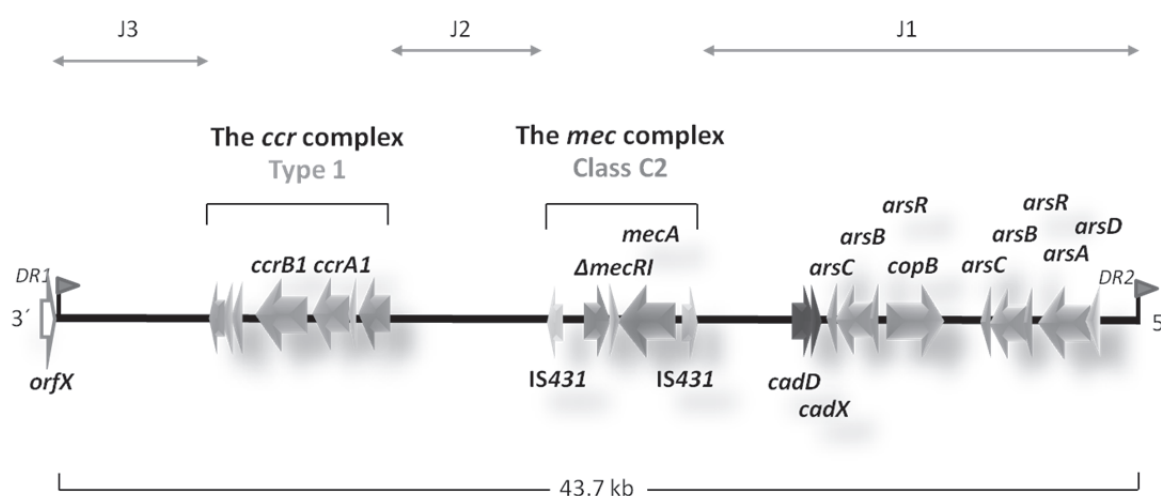 J3
J2
J1
The ccr complex
Type 1
The mec complex
Class C2
arsR
arsR
mecA
arsB
arsB
arsD
ccrB1
ccrA1
ΔmecRI
arsC
copB
arsC
arsA
DR1
DR2
3´
5
orfX
IS431
IS431
cadD
cadX
43.7 kb